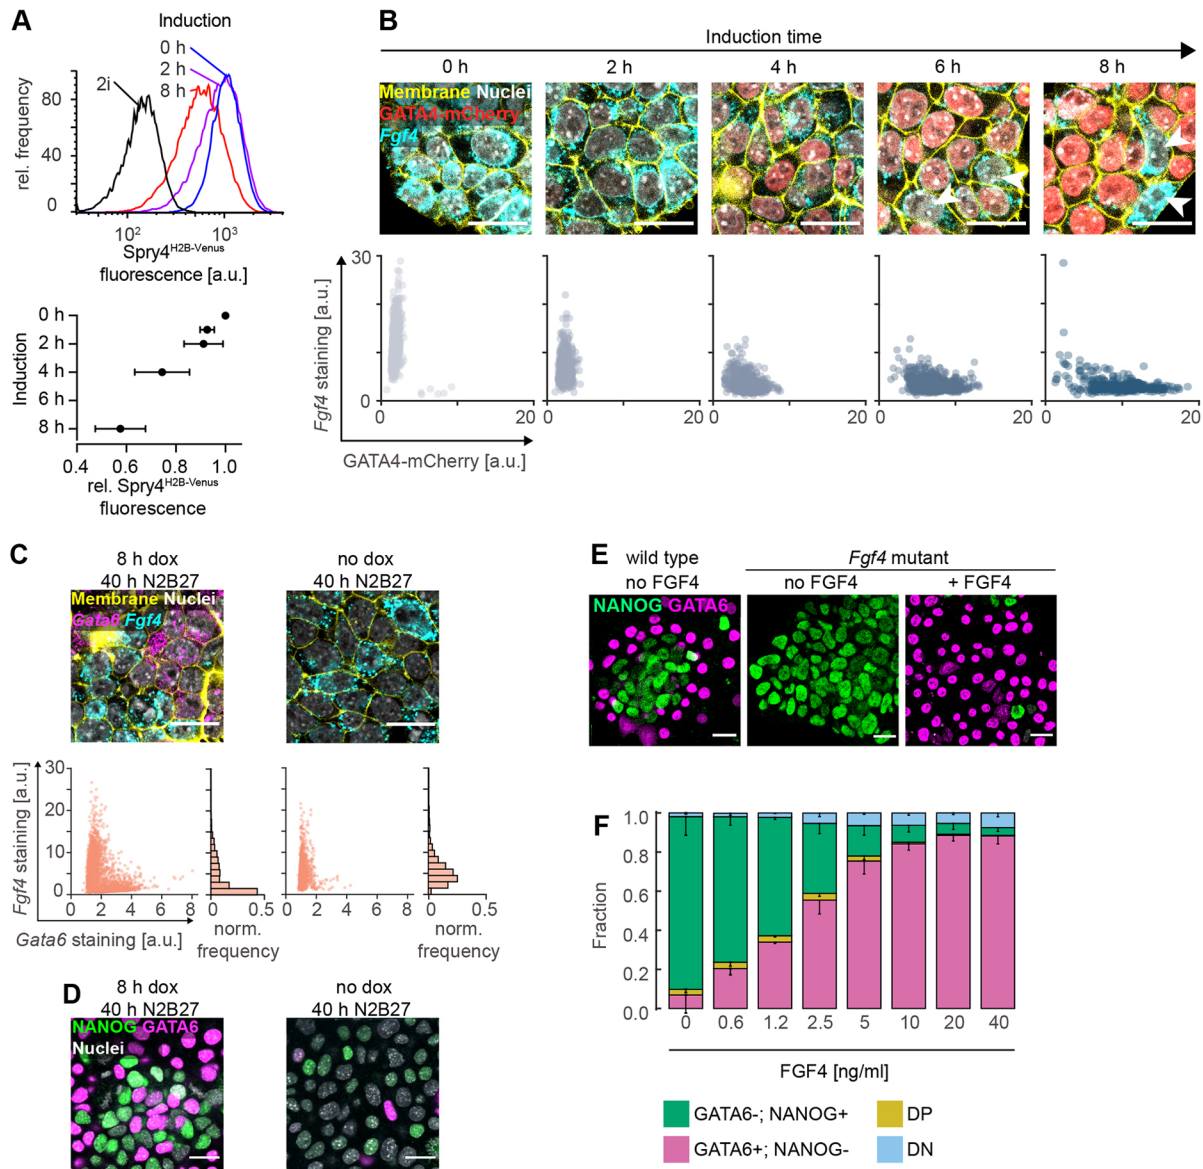 A
Induction
0 h
2 h
8 h
2i
rel. frequency
80
40
0
10²
10³
Spry4^H2B-Venus
fluorescence [a.u.]
Induction
0 h
2 h
4 h
6 h
8 h
0.4
0.6
0.8
1.0
rel. Spry4^H2B-Venus
fluorescence
B
Induction time
0 h
2 h
4 h
6 h
8 h
Membrane Nuclei
GATA4-mCherry
Fgf4
Fgf4 staining [a.u.]
30
0
0
20
0
20
0
20
0
20
0
20
GATA4-mCherry [a.u.]
C
8 h dox
40 h N2B27
no dox
40 h N2B27
Membrane Nuclei
Gata6 Fgf4
Fgf4 staining [a.u.]
30
20
10
0
0
2
4
6
8
Gata6 staining [a.u.]
0
0.5
norm.
frequency
0
2
4
6
8
0
0.5
norm.
frequency
D
8 h dox
40 h N2B27
no dox
40 h N2B27
NANOG GATA6
Nuclei
E
wild type
no FGF4
Fgf4 mutant
no FGF4
+ FGF4
NANOG GATA6
F
Fraction
1.0
0.8
0.6
0.4
0.2
0.0
0
0.6
1.2
2.5
5
10
20
40
FGF4 [ng/ml]
GATA6-; NANOG+
DP
GATA6+; NANOG-
DN